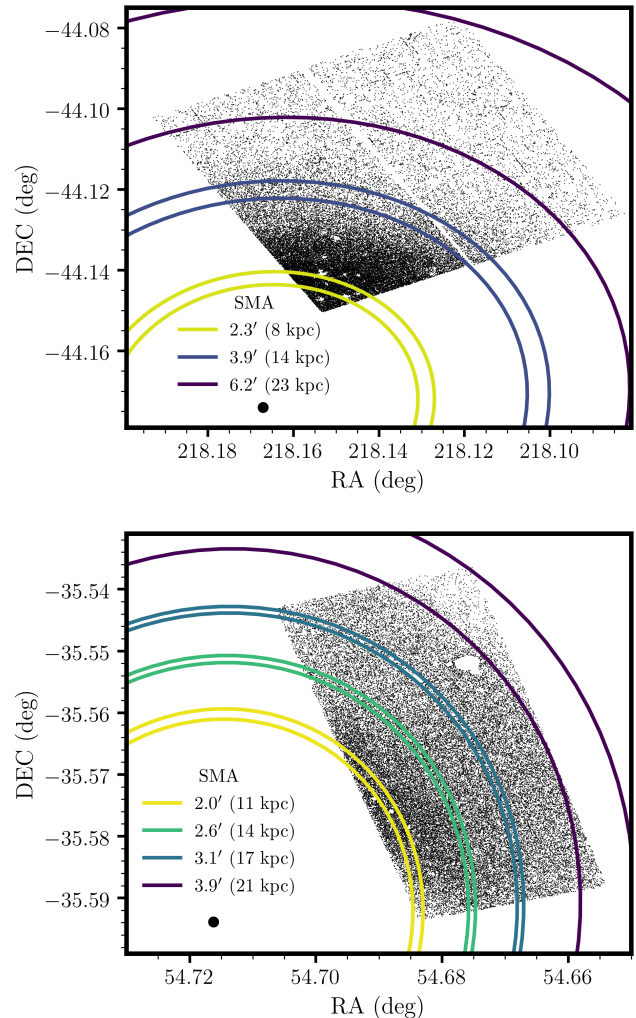 −44.08
−44.10
−44.12
−44.14
−44.16
DEC (deg)
SMA
2.3′ (8 kpc)
3.9′ (14 kpc)
6.2′ (23 kpc)
218.18 218.16 218.14 218.12 218.10
RA (deg)
−35.54
−35.55
−35.56
−35.57
−35.58
−35.59
DEC (deg)
SMA
2.0′ (11 kpc)
2.6′ (14 kpc)
3.1′ (17 kpc)
3.9′ (21 kpc)
54.72 54.70 54.68 54.66
RA (deg)